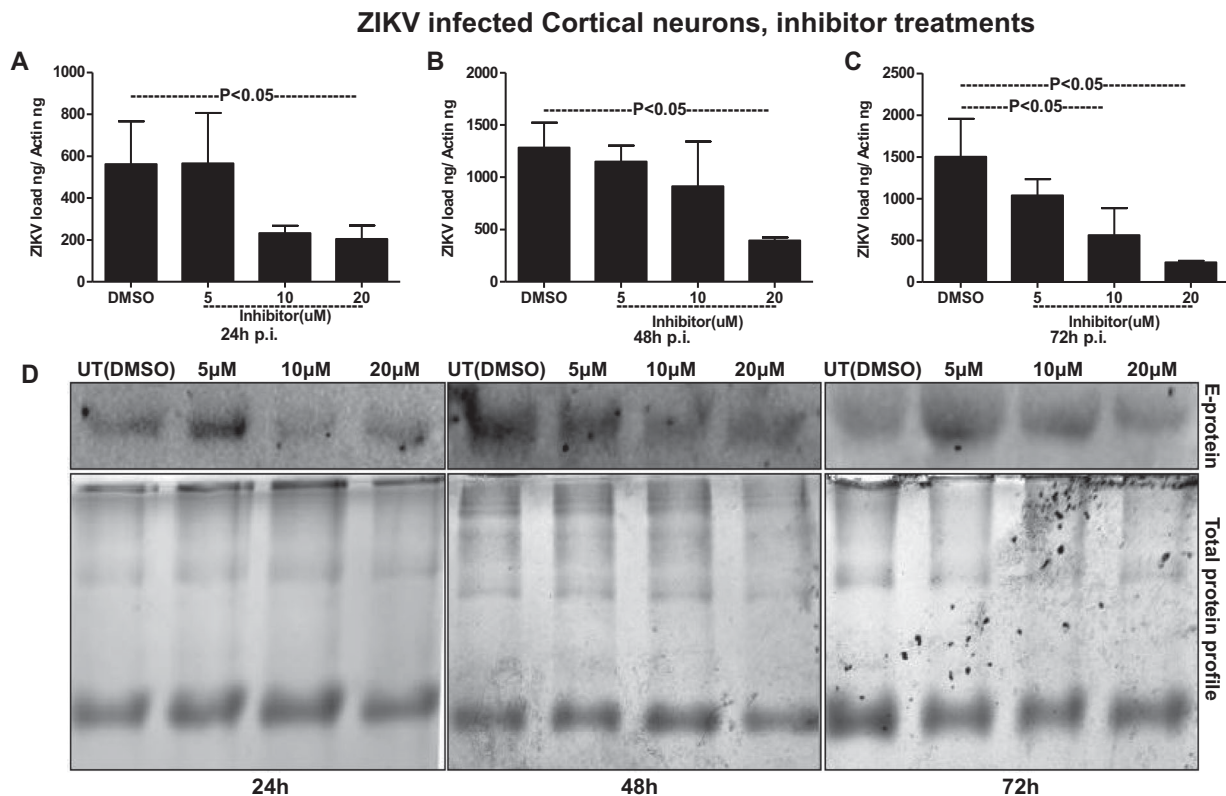 ZIKV infected Cortical neurons, inhibitor treatments
A
ZIKV load ng/ Actin ng
1000
800
600
400
200
0
P<0.05
DMSO 5 10 20
Inhibitor(uM)
24h p.i.
B
ZIKV load ng/ Actin ng
2000
1500
1000
500
0
P<0.05
DMSO 5 10 20
Inhibitor(uM)
48h p.i.
C
ZIKV load ng/ Actin ng
2500
2000
1500
1000
500
0
P<0.05
P<0.05
DMSO 5 10 20
Inhibitor(uM)
72h p.i.
D
UT(DMSO) 5µM 10µM 20µM
UT(DMSO) 5µM 10µM 20µM
UT(DMSO) 5µM 10µM 20µM
E-protein
Total protein profile
24h
48h
72h